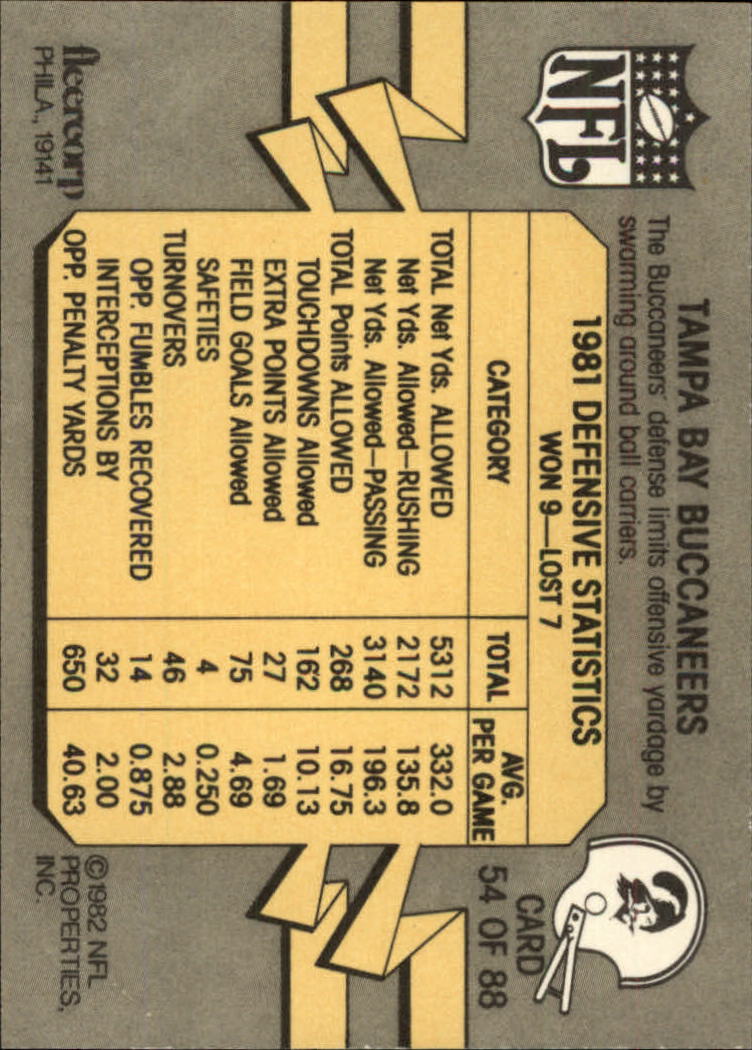 NFL
TAMPA BAY BUCCANEERS
The Buccaneers' defense limits offensive yardage by
swarming around ball carriers.
CARD
54 OF 88
1981 DEFENSIVE STATISTICS
WON 9—LOST 7
CATEGORY TOTAL AVG. PER GAME
TOTAL Net Yds. ALLOWED 5312 332.0
Net Yds. Allowed—RUSHING 2172 135.8
Net Yds. Allowed—PASSING 3140 196.3
TOTAL Points ALLOWED 268 16.75
TOUCHDOWNS Allowed 162 10.13
EXTRA POINTS Allowed 27 1.69
FIELD GOALS Allowed 75 4.69
SAFETIES 4 0.250
TURNOVERS 46 2.88
OPP. FUMBLES RECOVERED 14 0.875
INTERCEPTIONS BY 32 2.00
OPP. PENALTY YARDS 650 40.63
fleercorp
PHILA., 19141
©1982 NFL
PROPERTIES,
INC.